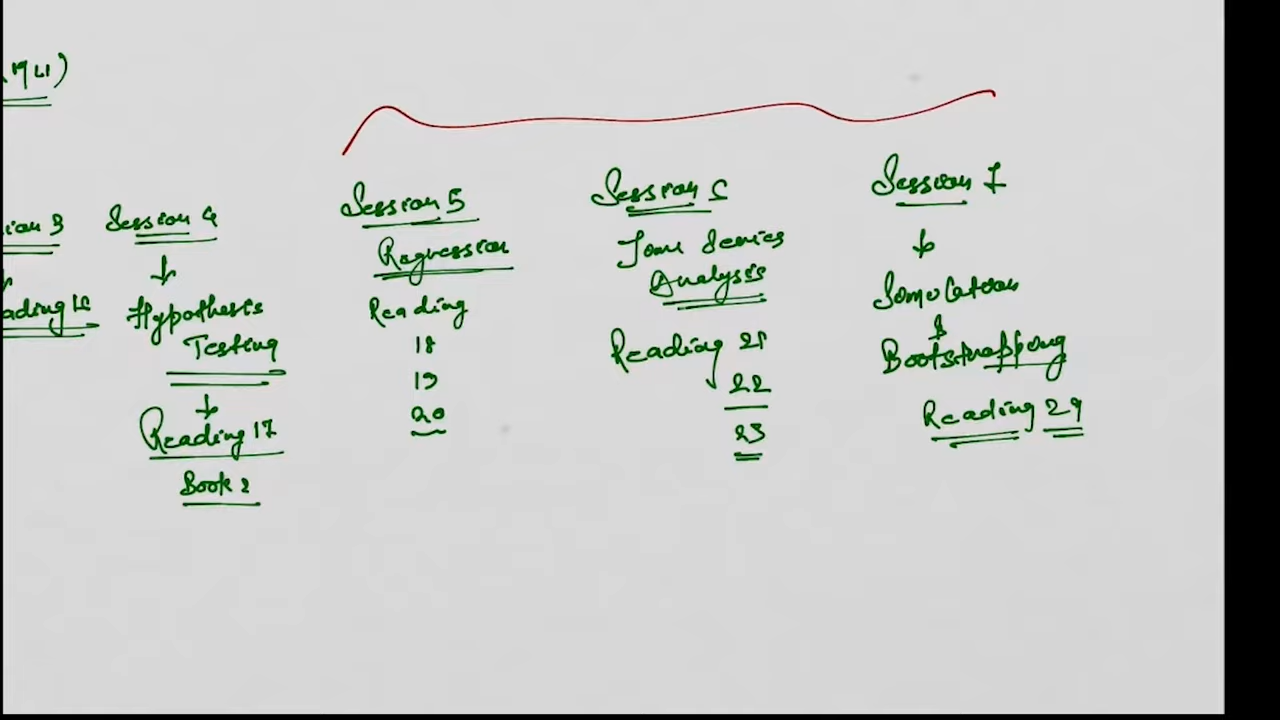 Session 4
Hypothesis
Testing
Reading 17
Book 2
Session 5
Regression
Reading
18
19
20
Session 6
Time Series
Analysis
Reading 21
22
23
Session 7
Simulation
&
Bootstrapping
Reading 24